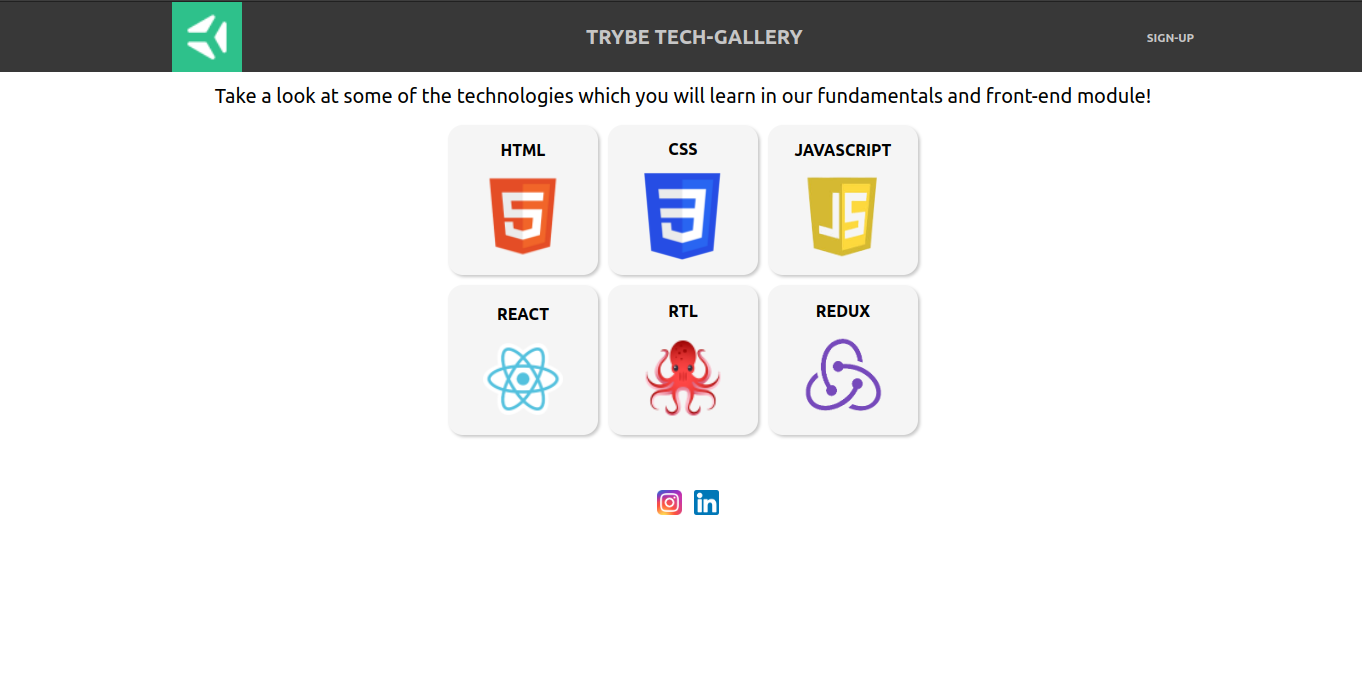 TRYBE TECH-GALLERY
SIGN-UP
Take a look at some of the technologies which you will learn in our fundamentals and front-end module!
HTML
CSS
JAVASCRIPT
5
3
JS
REACT
RTL
REDUX
in